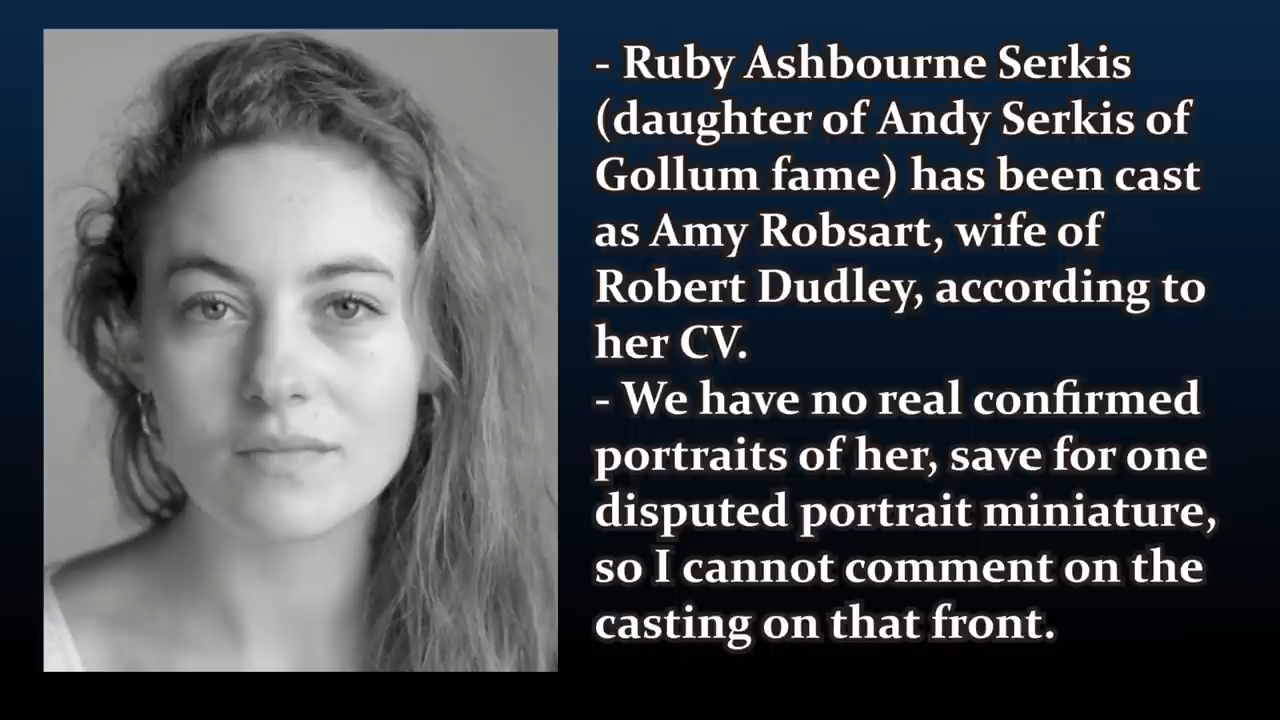 - Ruby Ashbourne Serkis
(daughter of Andy Serkis of
Gollum fame) has been cast
as Amy Robsart, wife of
Robert Dudley, according to
her CV.
- We have no real confirmed
portraits of her, save for one
disputed portrait miniature,
so I cannot comment on the
casting on that front.